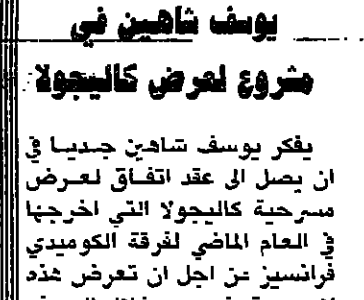 يوسف شاهين في
مشروع لعرض كاليجولا
يفكر يوسف شاهين جديا في
ان يصل الى عقد اتفاق لعرض
مسرحية كاليجولا التي اخرجها
في العام الماضي لفرقة الكوميدي
فرانسيز من اجل ان تعرض هذه